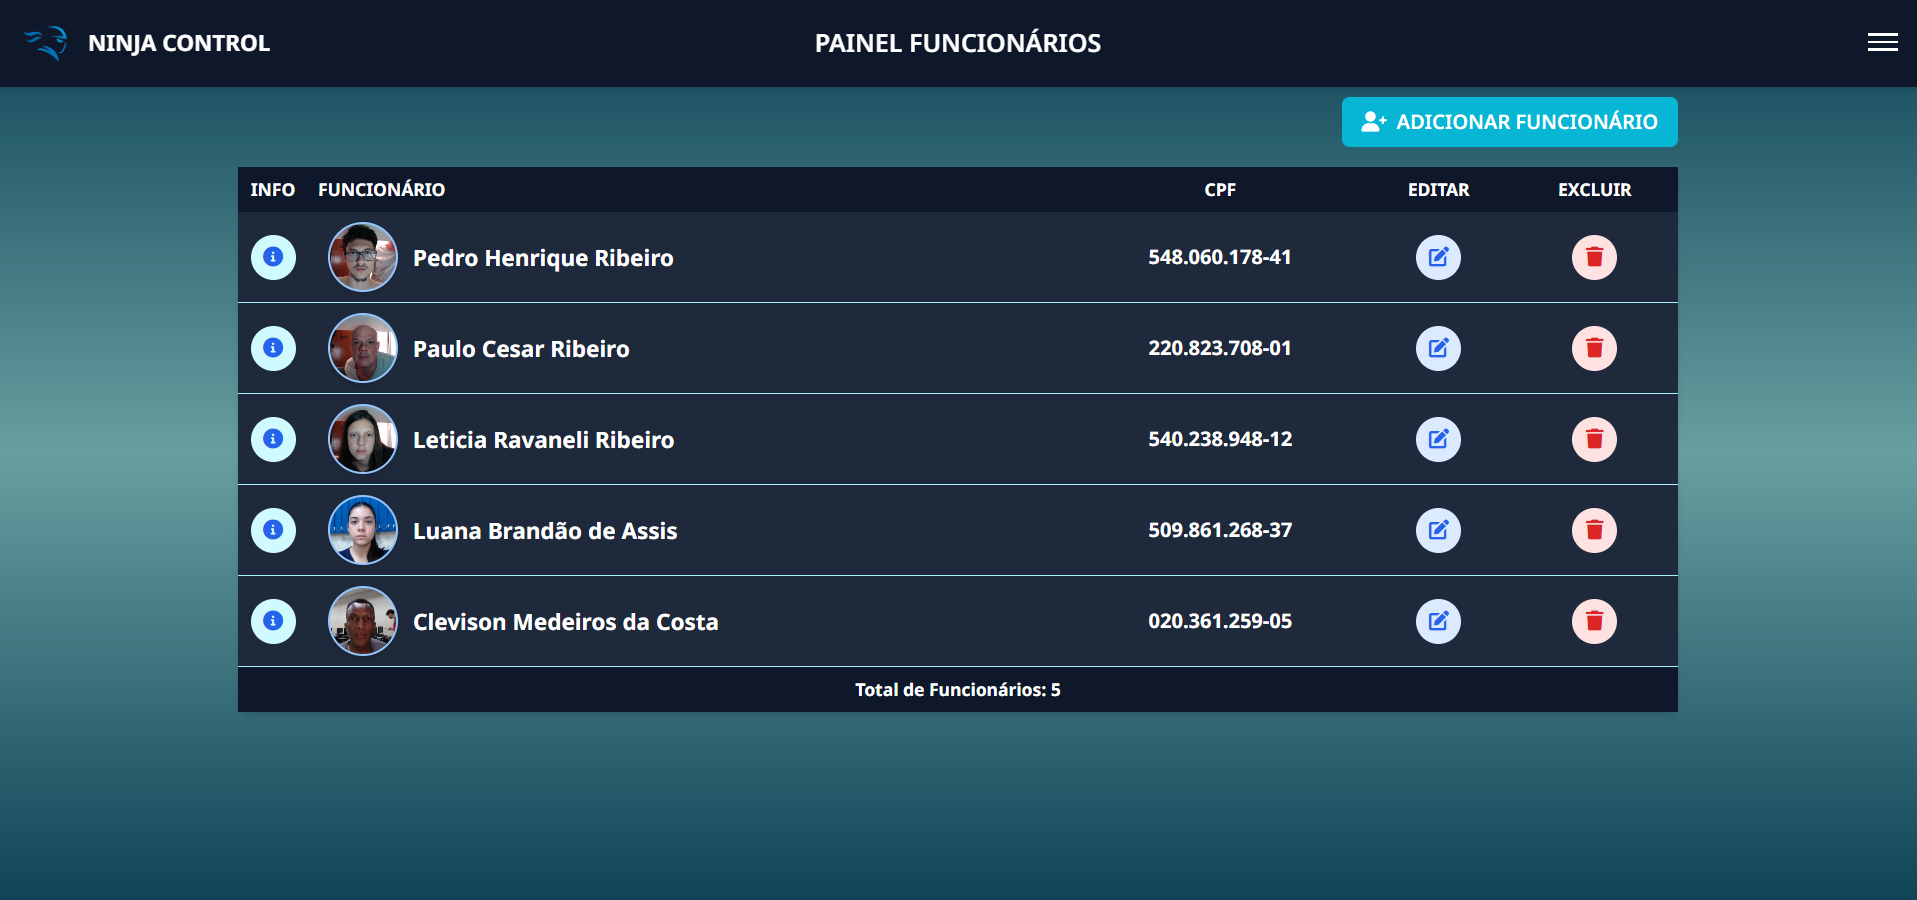 NINJA CONTROL
PAINEL FUNCIONÁRIOS
ADICIONAR FUNCIONÁRIO
INFO FUNCIONÁRIO CPF EDITAR EXCLUIR
Pedro Henrique Ribeiro 548.060.178-41
Paulo Cesar Ribeiro 220.823.708-01
Leticia Ravaneli Ribeiro 540.238.948-12
Luana Brandão de Assis 509.861.268-37
Clevison Medeiros da Costa 020.361.259-05
Total de Funcionários: 5